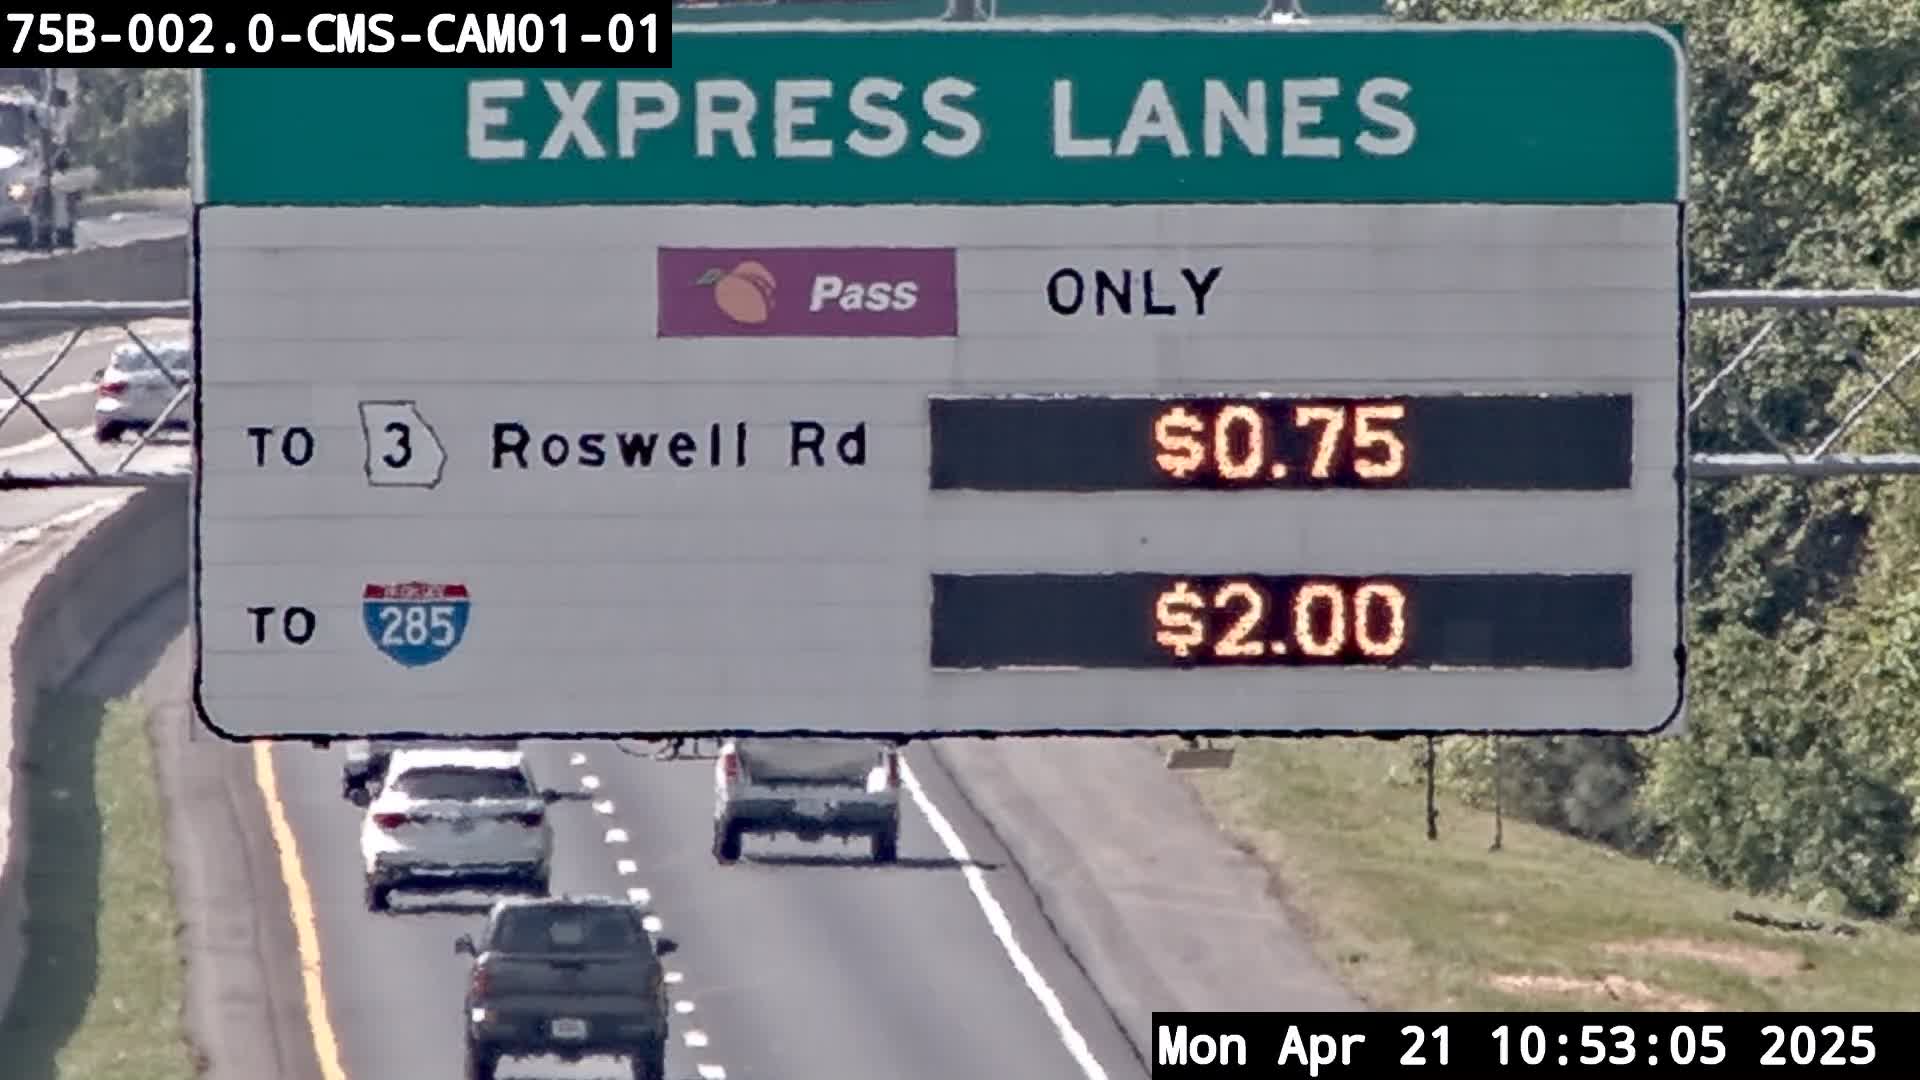 75B-002.0-CMS-CAM01-01
EXPRESS LANES
Pass ONLY
TO 3 Roswell Rd $0.75
TO 285 $2.00
Mon Apr 21 10:53:05 2025